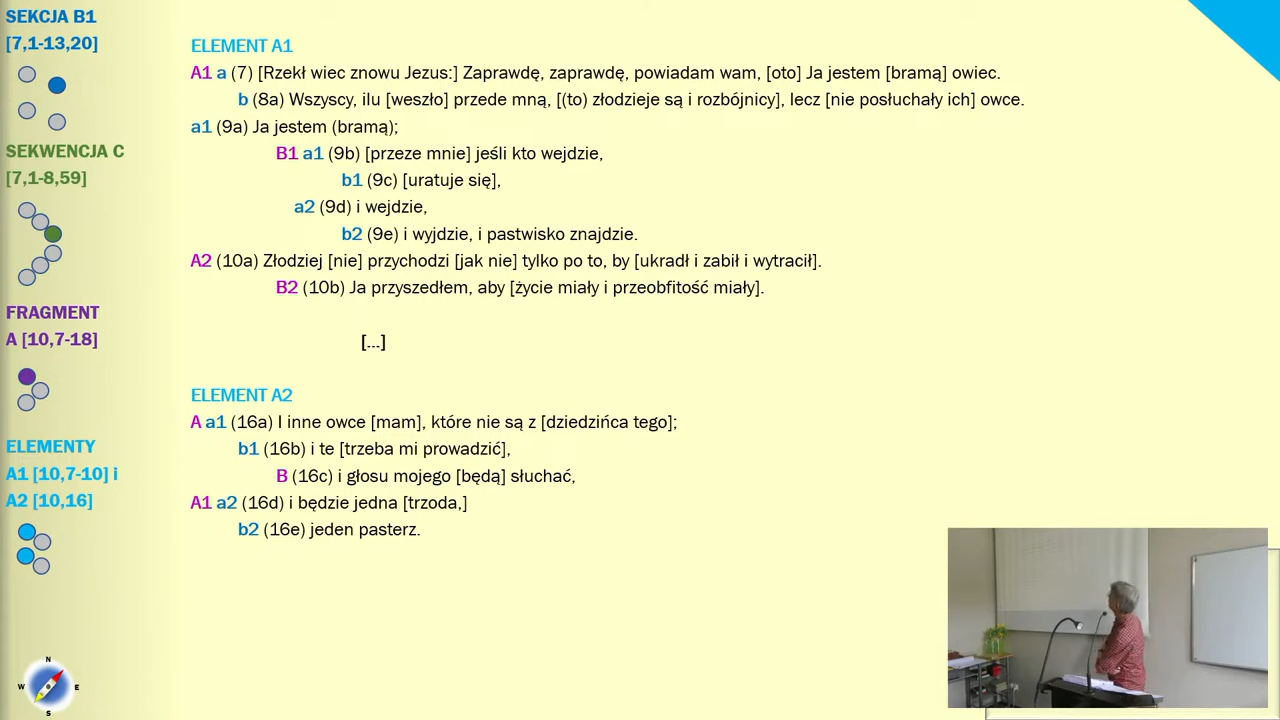 SEKCJA B1
[7,1-13,20]
SEKWENCJA C
[7,1-8,59]
FRAGMENT
A [10,7-18]
ELEMENTY
A1 [10,7-10] i
A2 [10,16]
N
W E
S
ELEMENT A1
A1 a (7) [Rzekł wiec znowu Jezus:] Zaprawdę, zaprawdę, powiadam wam, [oto] Ja jestem [bramą] owiec.
b (8a) Wszyscy, ilu [weszło] przede mną, [(to) złodzieje są i rozbójnicy], lecz [nie posłuchały ich] owce.
a1 (9a) Ja jestem (bramą);
B1 a1 (9b) [przeze mnie] jeśli kto wejdzie,
b1 (9c) [uratuje się],
a2 (9d) i wejdzie,
b2 (9e) i wyjdzie, i pastwisko znajdzie.
A2 (10a) Złodziej [nie] przychodzi [jak nie] tylko po to, by [ukradł i zabił i wytracił].
B2 (10b) Ja przyszedłem, aby [życie miały i przeobfitość miały].
[...]
ELEMENT A2
A a1 (16a) I inne owce [mam], które nie są z [dziedzińca tego];
b1 (16b) i te [trzeba mi prowadzić],
B (16c) i głosu mojego [będą] słuchać,
A1 a2 (16d) i będzie jedna [trzoda,]
b2 (16e) jeden pasterz.